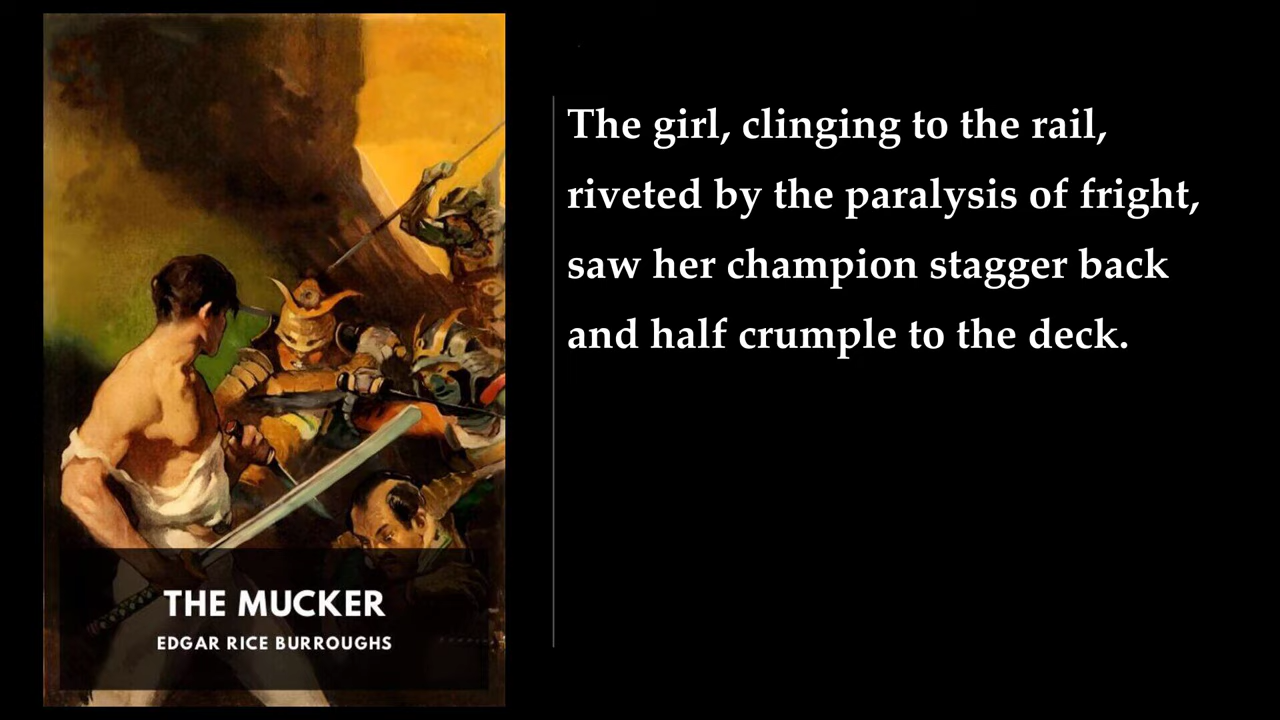 THE MUCKER
EDGAR RICE BURROUGHS
The girl, clinging to the rail,
riveted by the paralysis of fright,
saw her champion stagger back
and half crumple to the deck.